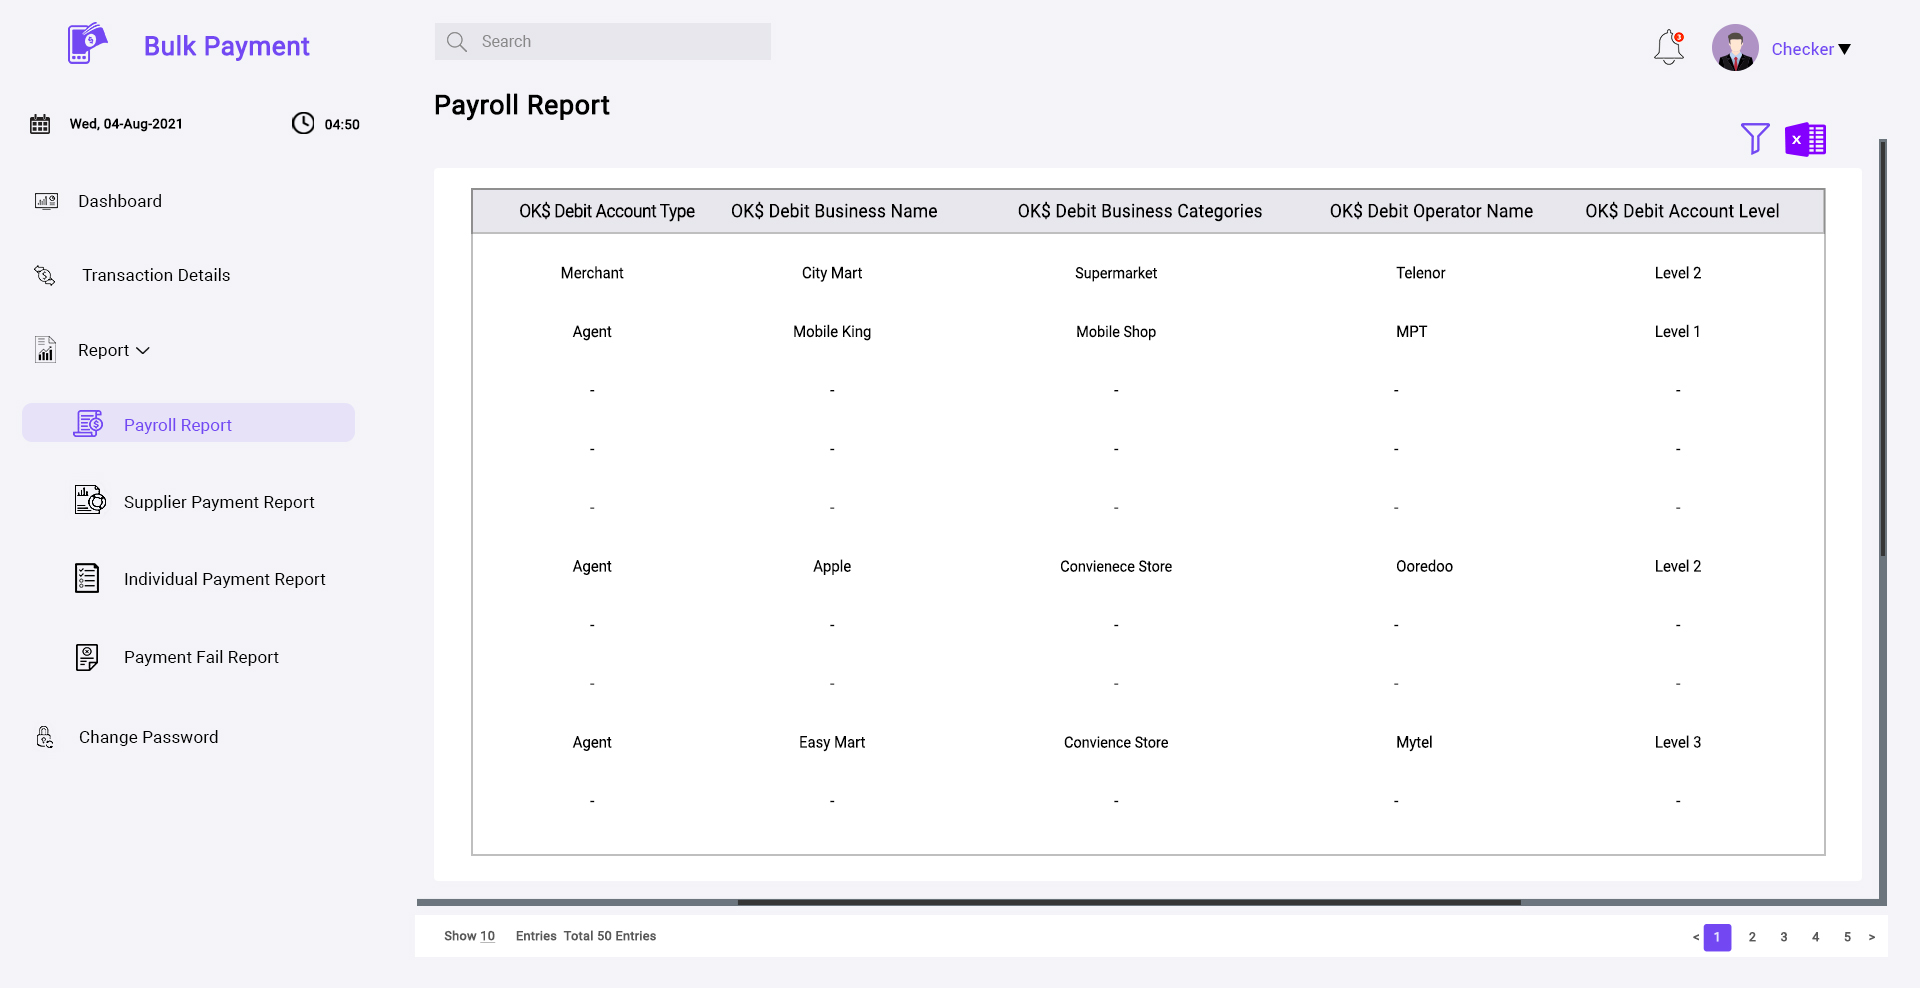 Bulk Payment
Search
3
Checker
Wed, 04-Aug-2021
04:50
Payroll Report
Dashboard
Transaction Details
Report
Payroll Report
Supplier Payment Report
Individual Payment Report
Payment Fail Report
Change Password
X
OK$ Debit Account Type OK$ Debit Business Name OK$ Debit Business Categories OK$ Debit Operator Name OK$ Debit Account Level
Merchant City Mart Supermarket Telenor Level 2
Agent Mobile King Mobile Shop MPT Level 1
- - - - -
- - - - -
- - - - -
Agent Apple Convienece Store Ooredoo Level 2
- - - - -
- - - - -
Agent Easy Mart Convience Store Mytel Level 3
- - - - -
Show 10 Entries Total 50 Entries
< 1 2 3 4 5 >